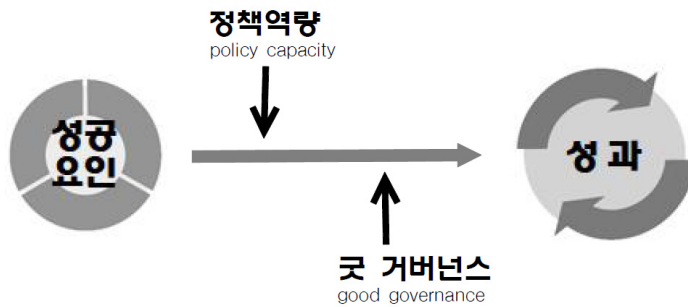 정책역량
policy capacity
성공
요인
성 과
굿 거버넌스
good governance